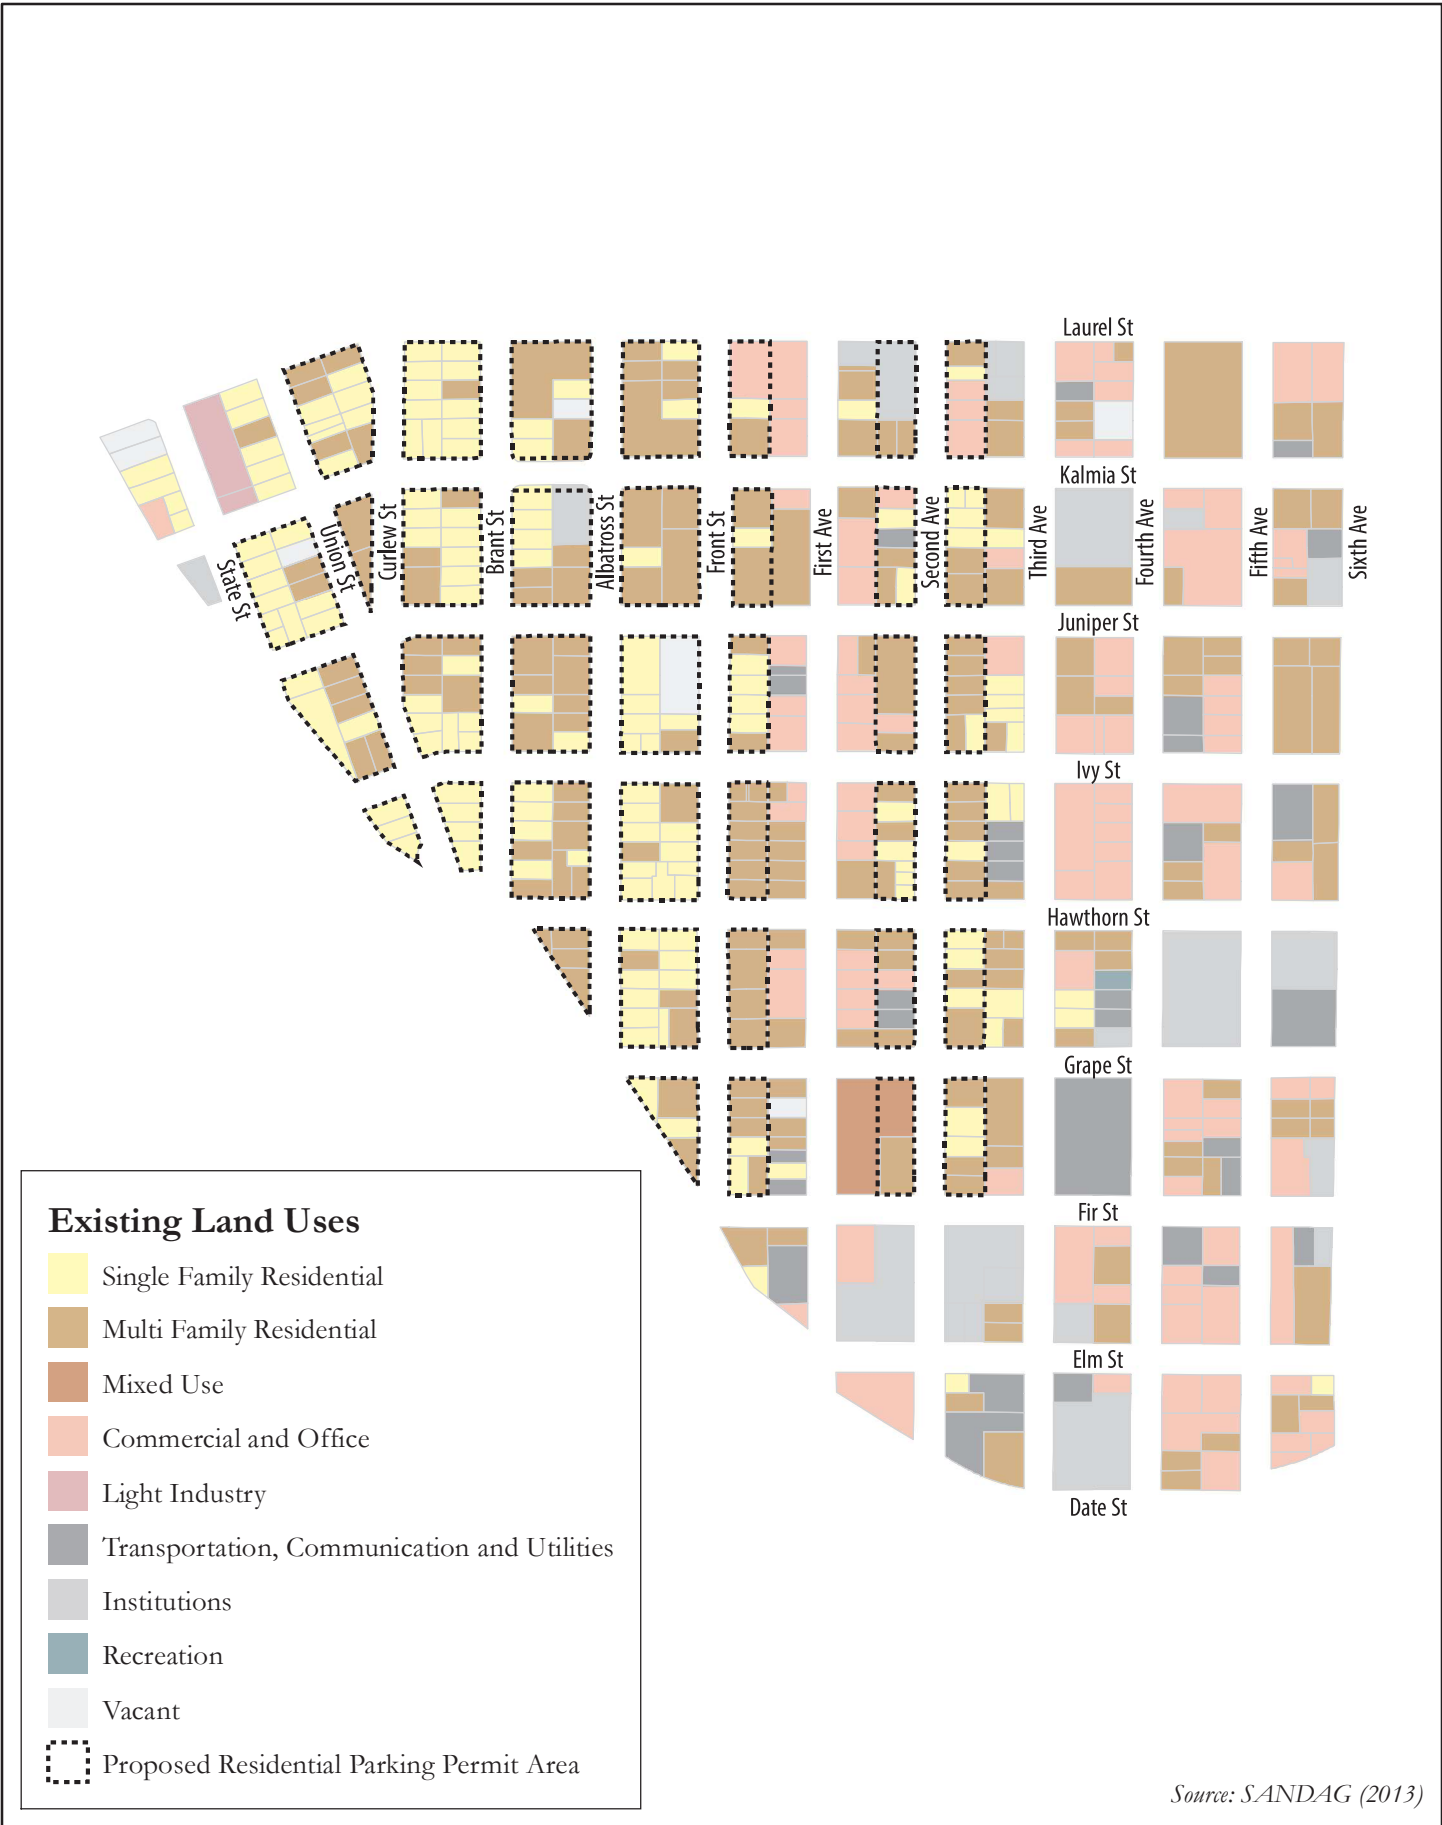 Laurel St
Kalmia St
State St
Union St
Curlew St
Brant St
Albatross St
Front St
First Ave
Second Ave
Third Ave
Fourth Ave
Fifth Ave
Sixth Ave
Juniper St
Ivy St
Hawthorn St
Grape St
Fir St
Elm St
Date St
Existing Land Uses
Single Family Residential
Multi Family Residential
Mixed Use
Commercial and Office
Light Industry
Transportation, Communication and Utilities
Institutions
Recreation
Vacant
Proposed Residential Parking Permit Area
Source: SANDAG (2013)